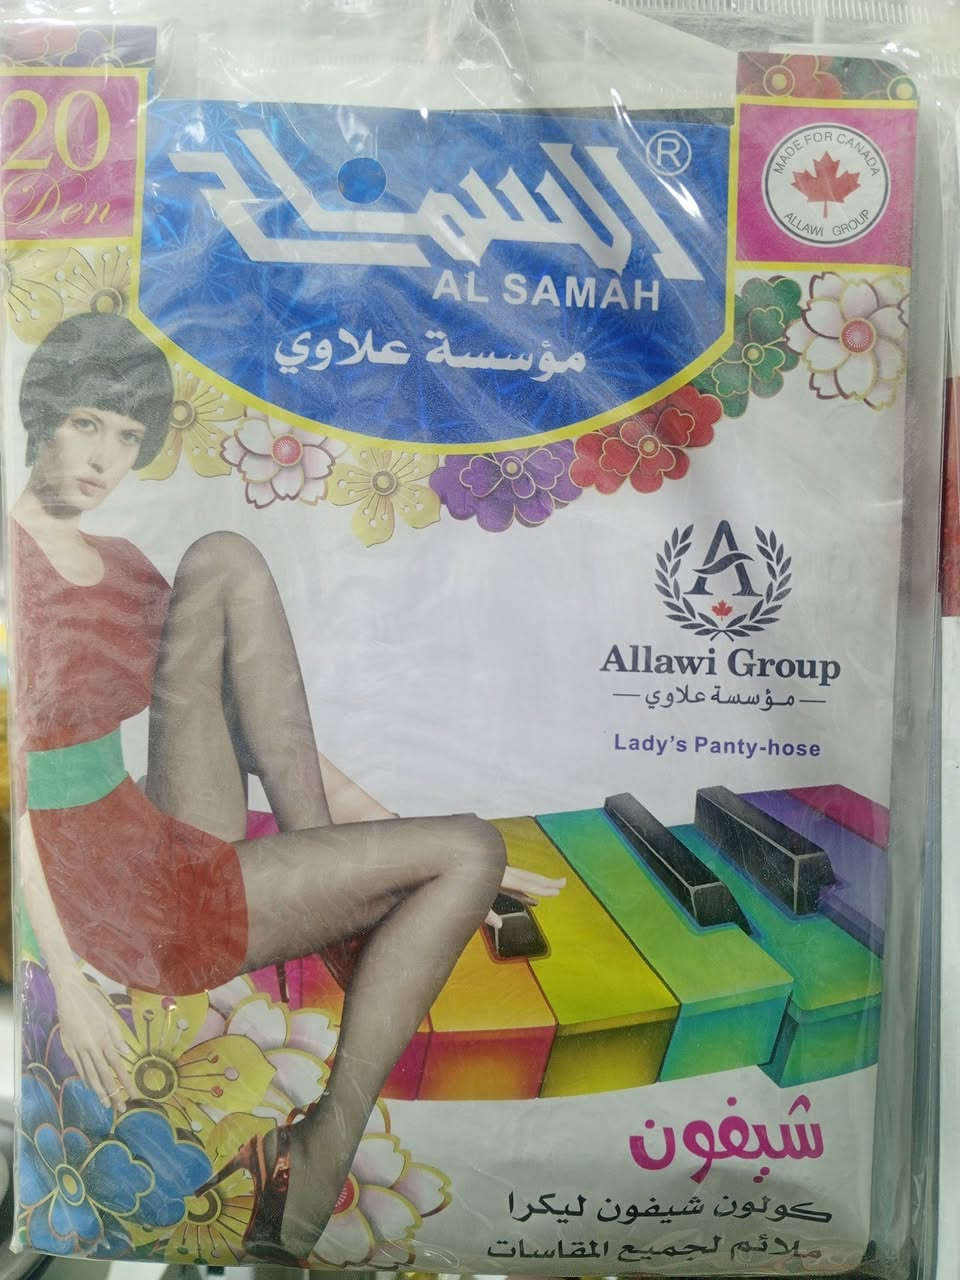 20
Den
السماح
®
MADE FOR CANADA
ALLAWI GROUP
AL SAMAH
مؤسسة علاوي
A
Allawi Group
مؤسسة علاوي
Lady's Panty-hose
شيفون
كولون شيفون ليكرا
ملائم لجميع المقاسات